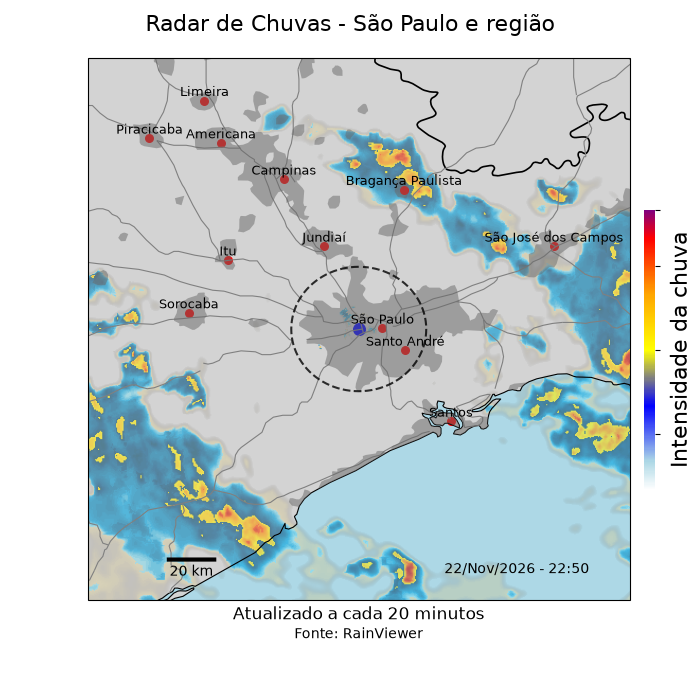 Radar de Chuvas - São Paulo e região
Limeira
Piracicaba
Americana
Campinas
Bragança Paulista
Jundiaí
São José dos Campos
Itu
Sorocaba
São Paulo
Santo André
Santos
Intensidade da chuva
20 km
22/Nov/2026 - 22:50
Atualizado a cada 20 minutos
Fonte: RainViewer